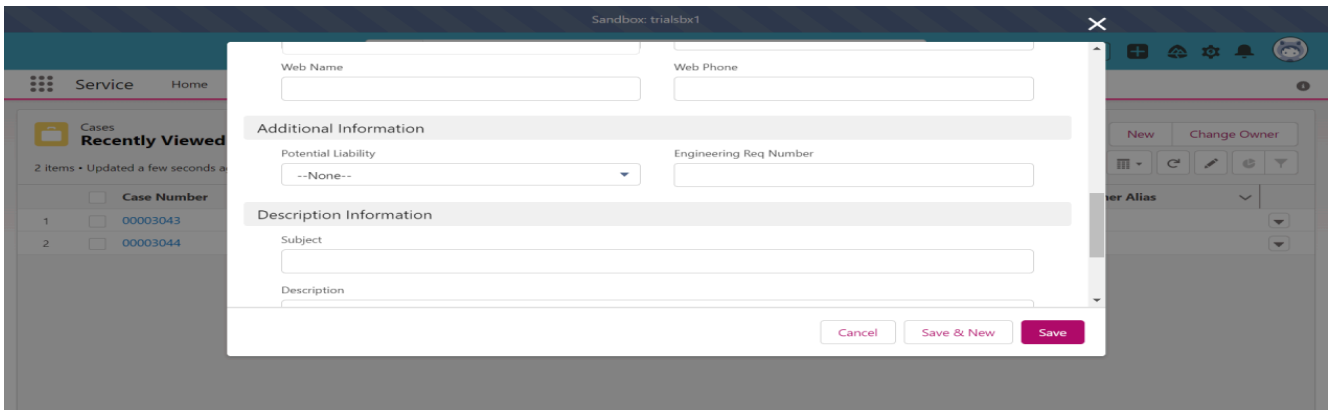 Sandbox: trialsbx1
Service Home
Cases
Recently Viewed
New Change Owner
2 items • Updated a few seconds a
Case Number
er Alias
1 00003043
2 00003044
Web Name Web Phone
Additional Information
Potential Liability Engineering Req Number
--None--
Description Information
Subject
Description
Cancel Save & New Save